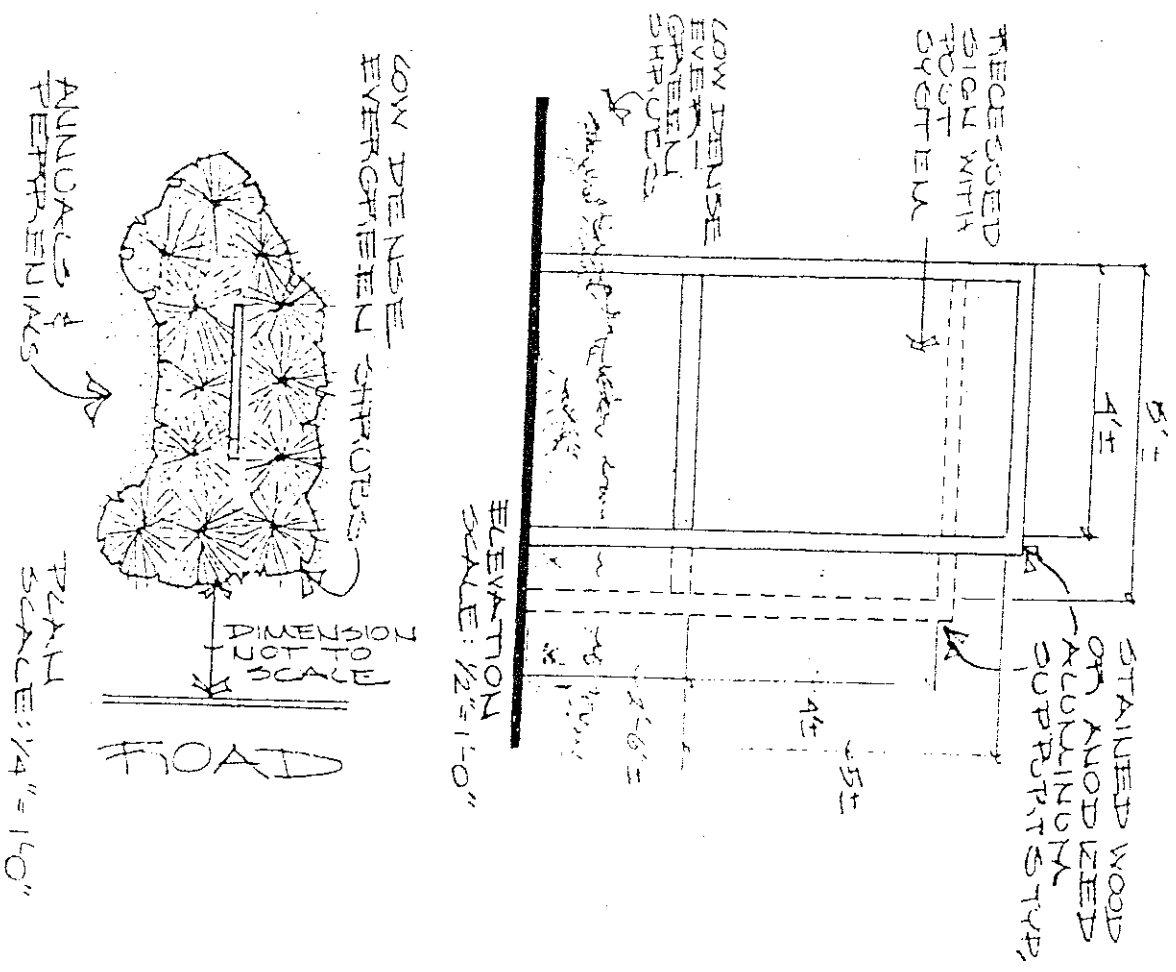 5'±
4'±
RECESSED
SIGN WITH
POST
SYSTEM
LOW DENSE
EVER-
GREEN
SHRUBS
STAINED WOOD
OR ANODIZED
ALUMINUM
SUPPORTS TYP.
5±
4'±
2'-6"±
ELEVATION
SCALE: 1/2"=1'-0"
LOW DENSE
EVERGREEN SHRUBS
ANNUALS &
PERRENIALS
DIMENSION
NOT TO
SCALE
ROAD
PLAN
SCALE: 1/4"=1'-0"